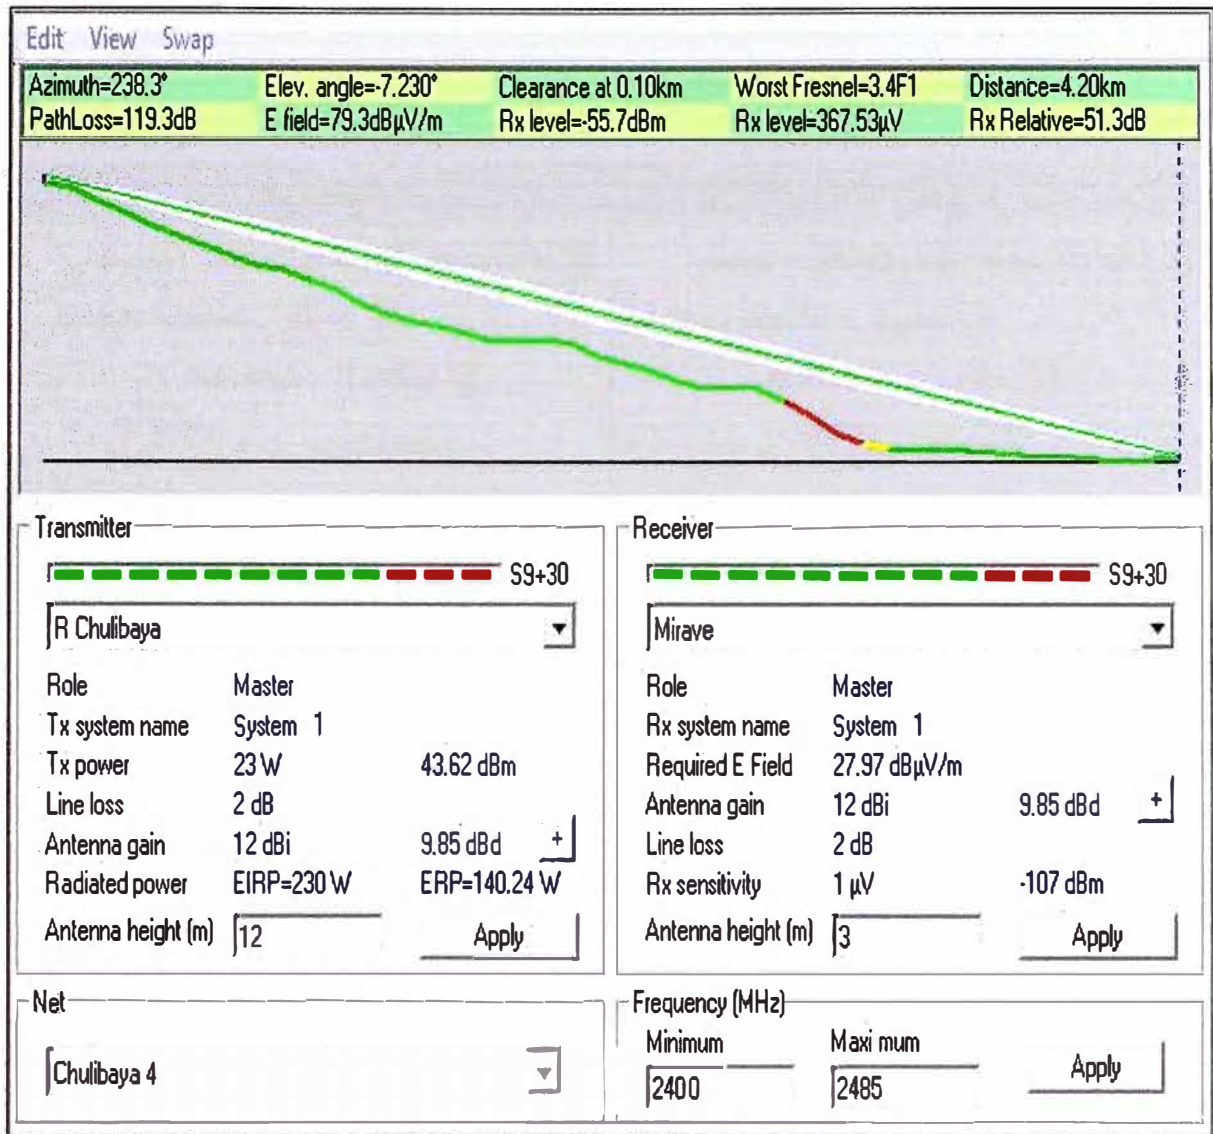 Edit View Swap
Azimuth=238.3° Elev. angle=-7.230° Clearance at 0.10km Worst Fresnel=3.4F1 Distance=4.20km
PathLoss=119.3dB E field=79.3dBµV/m Rx level=-55.7dBm Rx level=367.53µV Rx Relative=51.3dB
Transmitter
S9+30
R Chulibaya
Role Master
Tx system name System 1
Tx power 23 W 43.62 dBm
Line loss 2 dB
Antenna gain 12 dBi 9.85 dBd +
Radiated power EIRP=230 W ERP=140.24 W
Antenna height (m) 12 Apply
Receiver
S9+30
Mirave
Role Master
Rx system name System 1
Required E Field 27.97 dBµV/m
Antenna gain 12 dBi 9.85 dBd +
Line loss 2 dB
Rx sensitivity 1 µV -107 dBm
Antenna height (m) 3 Apply
Net
Chulibaya 4
Frequency (MHz)
Minimum Maxi mum
2400 2485 Apply